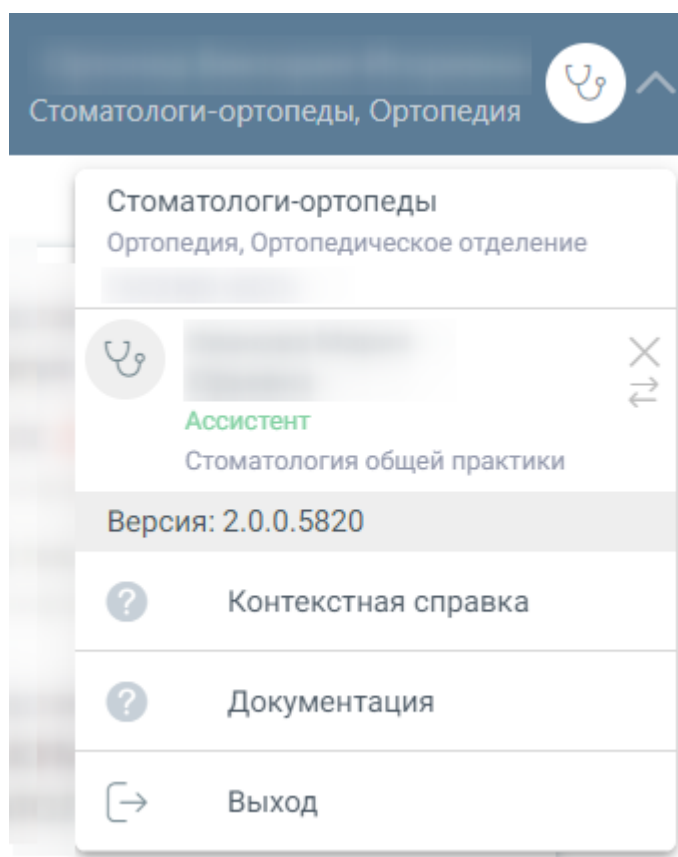 Стоматологи-ортопеды, Ортопедия
Стоматологи-ортопеды
Ортопедия, Ортопедическое отделение
Ассистент
Стоматология общей практики
Версия: 2.0.0.5820
Контекстная справка
Документация
Выход